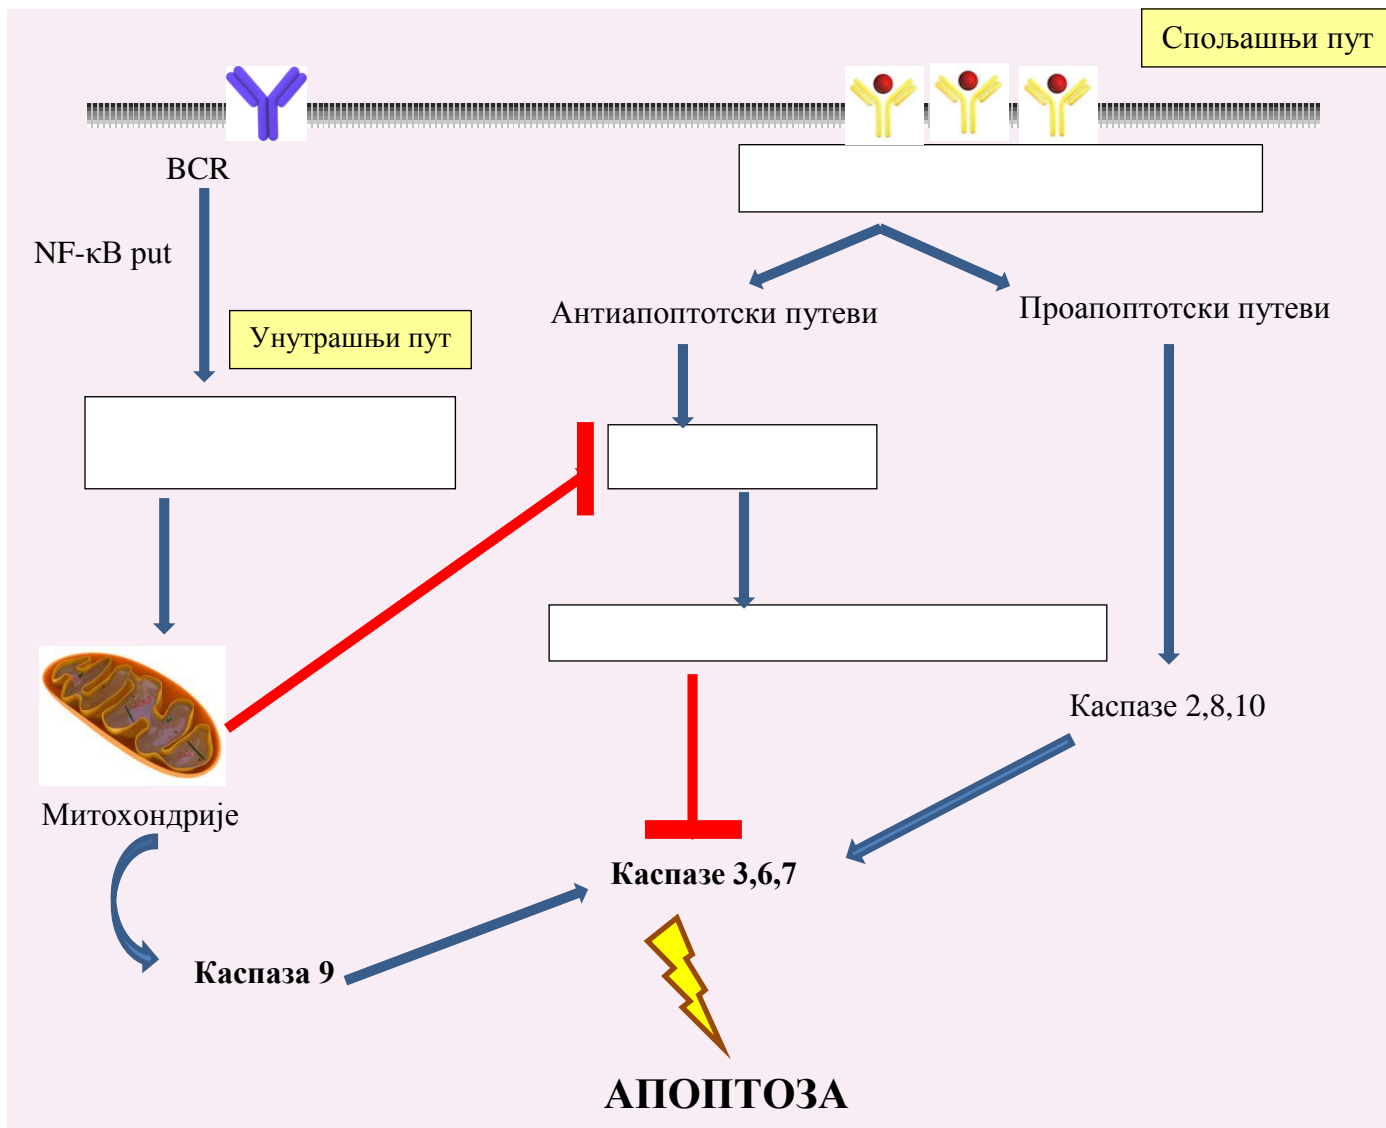 Спољашњи пут
BCR
NF-κB put
Унутрашњи пут
Антиапоптотски путеви
Проапоптотски путеви
Каспазе 2,8,10
Митохондрије
Каспазе 3,6,7
Каспаза 9
АПОПТОЗА